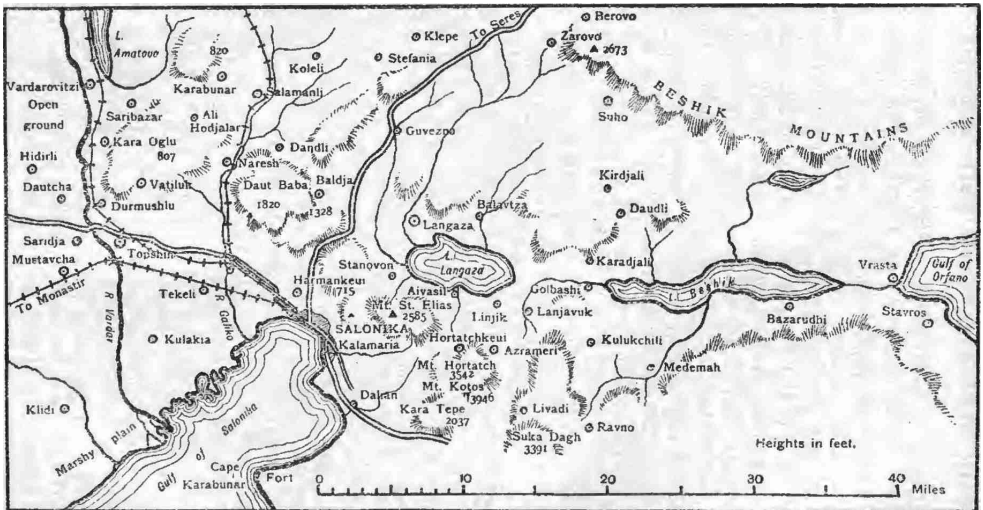 L.
Amatovo
820
Karabunar
Koleli
Klepe
Stefania
To Seres
Berovo
Zarova
2673
BESHIK
MOUNTAINS
Vardarovitzi
Open
ground
Saribazar
Salamanli
Ali
Hodjalar
Suho
Kara Oglu
807
Guvezno
Dandli
Naresh
Hidirli
Dautcha
Vatiluk
Durmushlu
Daut Baba
1820
1328
Baldja
Kirdjali
Daudli
Balavtza
Langaza
Saridja
Muetavcha
Topshin
To Monastir
R Vardar
Tekeli
R Galiko
Harmankeui
715
Stanovon
L.
Langaza
Karadjali
Aivasil
Mt. St. Elias
2585
SALONIKA
Kalamaria
Linjik
Golbashi
Lanjavuk
L. Beshik
Vrasta
Gulf of
Orfano
Stavros
Bazarudhi
Kulakia
Hortatchkeui
Azrameri
Kulukchili
Medemah
Mt. Hortatch
3542
Mt. Kotos
3946
Kara Tepe
2037
Klidi
Marshy
plain
Gulf of Salonika
Dalian
Livadi
Suka Dagh
3391
Ravno
Heights in feet.
Cape
Karabunar
Fort
0 10 20 30 40 Miles